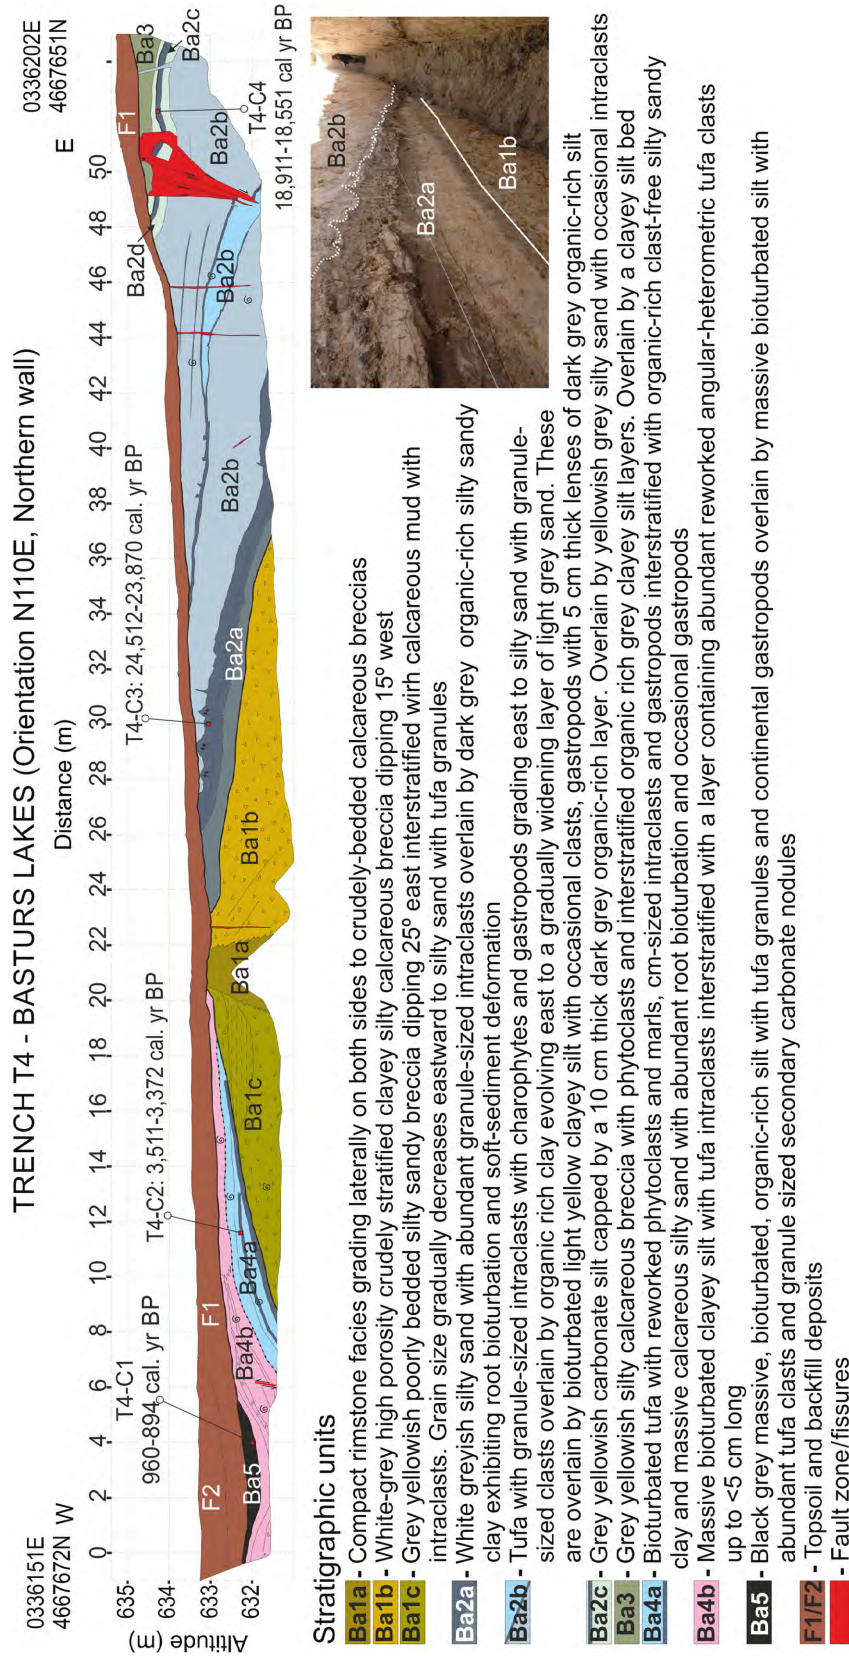 TRENCH T4 - BASTURS LAKES (Orientation N110E, Northern wall)
0336151E
4667672N W
Distance (m)
0336202E
4667651N
E
0 2 4 6 8 10 12 14 16 18 20 22 24 26 28 30 32 34 36 38 40 42 44 46 48 50
Altitude (m)
635-
634-
633-
632-
T4-C1
960-894 cal. yr BP
T4-C2: 3,511-3,372 cal. yr BP
T4-C3: 24,512-23,870 cal. yr BP
T4-C4
18,911-18,551 cal yr BP
F2
F1
Ba5
Ba4b
Ba4a
Ba1c
Ba1a
Ba1b
Ba2a
Ba2b
Ba2b
Ba2d
F1
Ba3
Ba2c
Ba2b
Ba2b
Ba2a
Ba1b
Stratigraphic units
Ba1a - Compact rimstone facies grading laterally on both sides to crudely-bedded calcareous breccias
Ba1b - White-grey high porosity crudely stratified clayey silty calcareous breccia dipping 15º west
Ba1c - Grey yellowish poorly bedded silty sandy breccia dipping 25º east interstratified wirh calcareous mud with
intraclasts. Grain size gradually decreases eastward to silty sand with tufa granules
Ba2a - White greyish silty sand with abundant granule-sized intraclasts overlain by dark grey organic-rich silty sandy
clay exhibiting root bioturbation and soft-sediment deformation
Ba2b - Tufa with granule-sized intraclasts with charophytes and gastropods grading east to silty sand with granule-
sized clasts overlain by organic rich clay evolving east to a gradually widening layer of light grey sand. These
are overlain by bioturbated light yellow clayey silt with occasional clasts, gastropods with 5 cm thick lenses of dark grey organic-rich silt
Ba2c - Grey yellowish carbonate silt capped by a 10 cm thick dark grey organic-rich layer. Overlain by yellowish grey silty sand with occasional intraclasts
Ba3 - Grey yellowish silty calcareous breccia with phytoclasts and interstratified organic rich grey clayey silt layers. Overlain by a clayey silt bed
Ba4a - Bioturbated tufa with reworked phytoclasts and marls, cm-sized intraclasts and gastropods interstratified with organic-rich clast-free silty sandy
clay and massive calcareous silty sand with abundant root bioturbation and occasional gastropods
Ba4b - Massive bioturbated clayey silt with tufa intraclasts interstratified with a layer containing abundant reworked angular-heterometric tufa clasts
up to <5 cm long
Ba5 - Black grey massive, bioturbated, organic-rich silt with tufa granules and continental gastropods overlain by massive bioturbated silt with
abundant tufa clasts and granule sized secondary carbonate nodules
F1/F2 - Topsoil and backfill deposits
- Fault zone/fissures